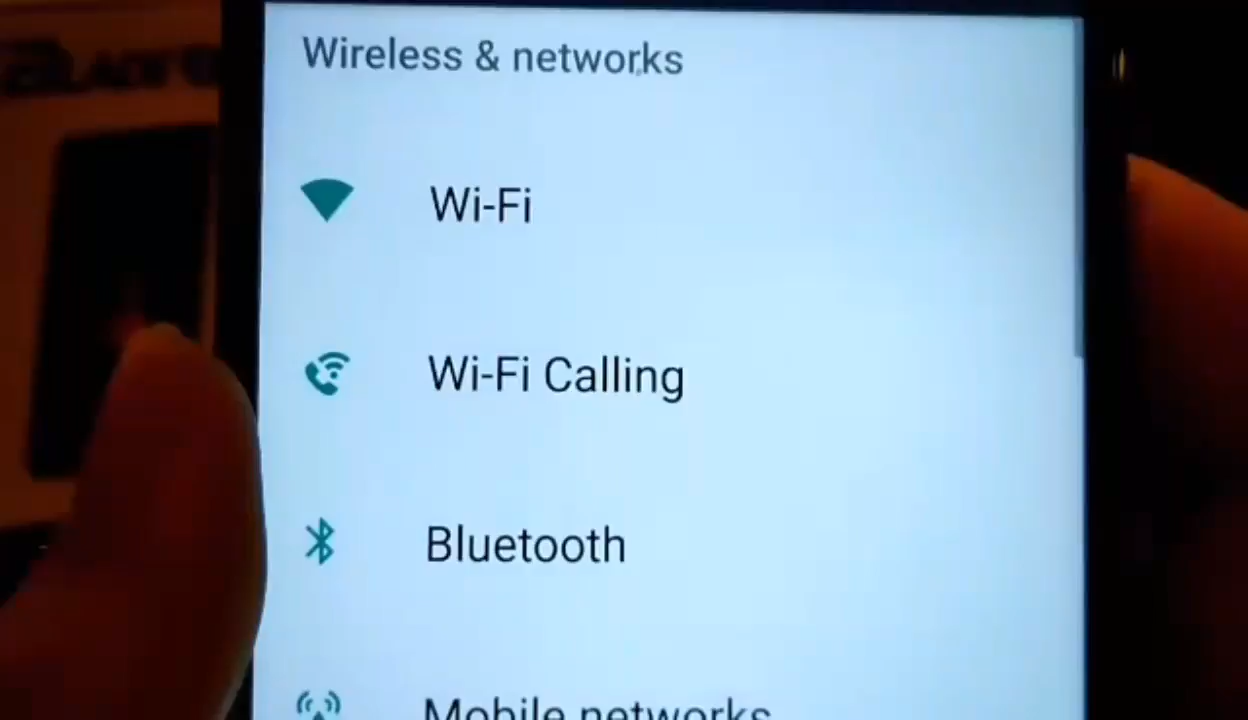 Wireless & networks
Wi-Fi
Wi-Fi Calling
Bluetooth
Mobile networks